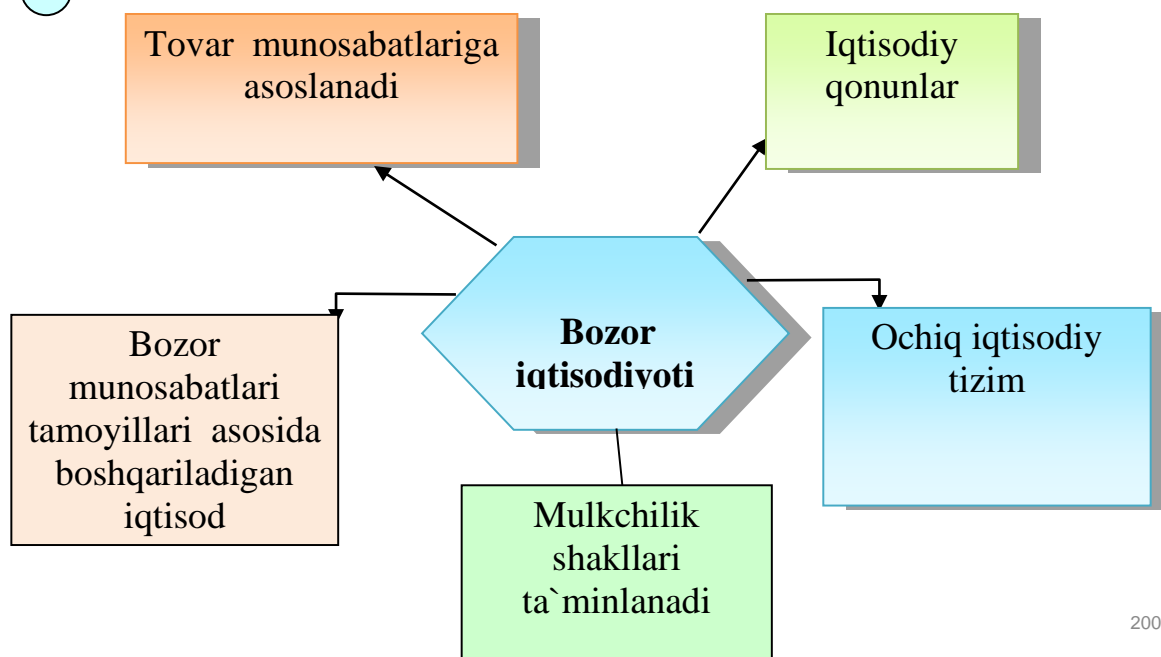 Tovar munosabatlariga
asoslanadi
Iqtisodiy
qonunlar
Bozor
iqtisodiyoti
Bozor
munosabatlari
tamoyillari asosida
boshqariladigan
iqtisod
Ochiq iqtisodiy
tizim
Mulkchilik
shakllari
ta`minlanadi
200